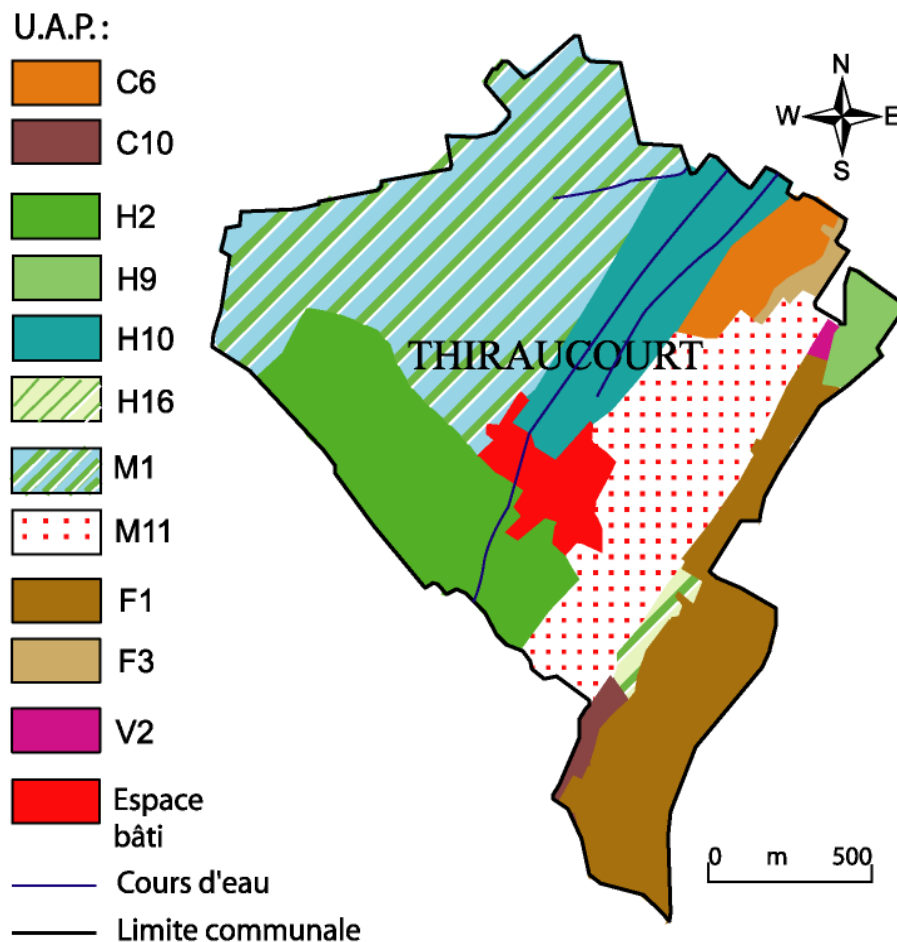 U.A.P.:
C6
C10
H2
H9
H10
H16
M1
M11
F1
F3
V2
Espace
bâti
Cours d'eau
Limite communale
N
W E
S
THIRAUCOURT
0 m 500